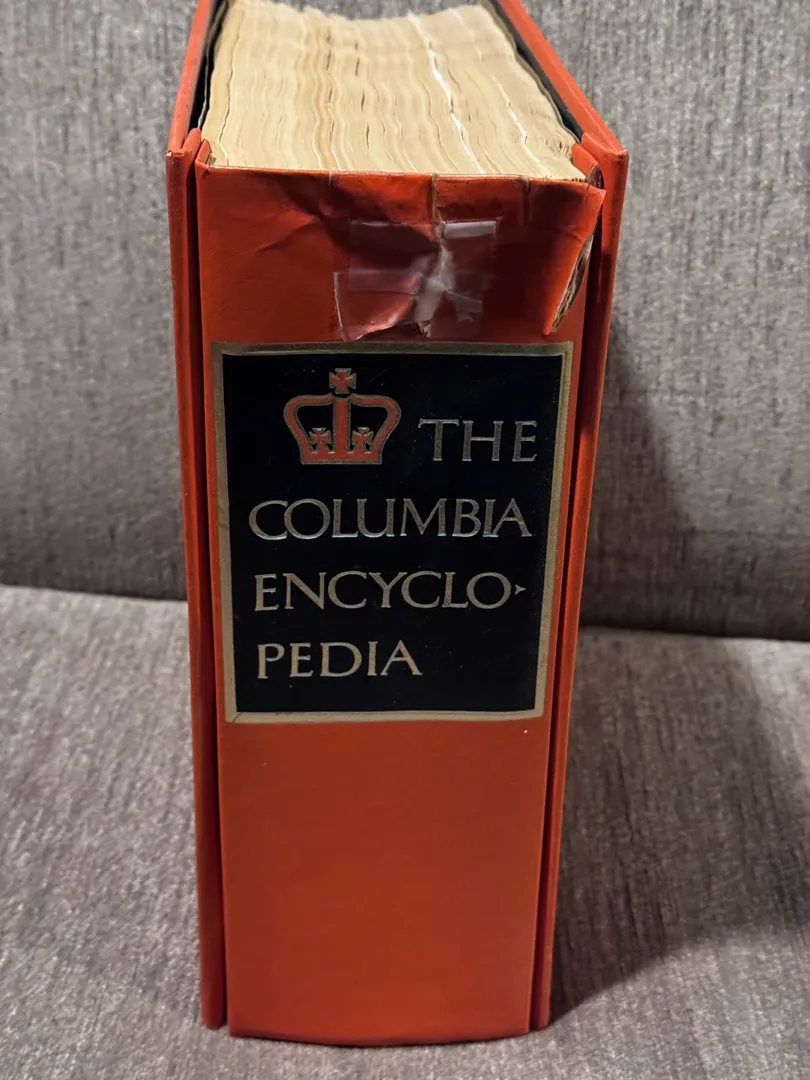 THE
COLUMBIA
ENCYCLO-
PEDIA